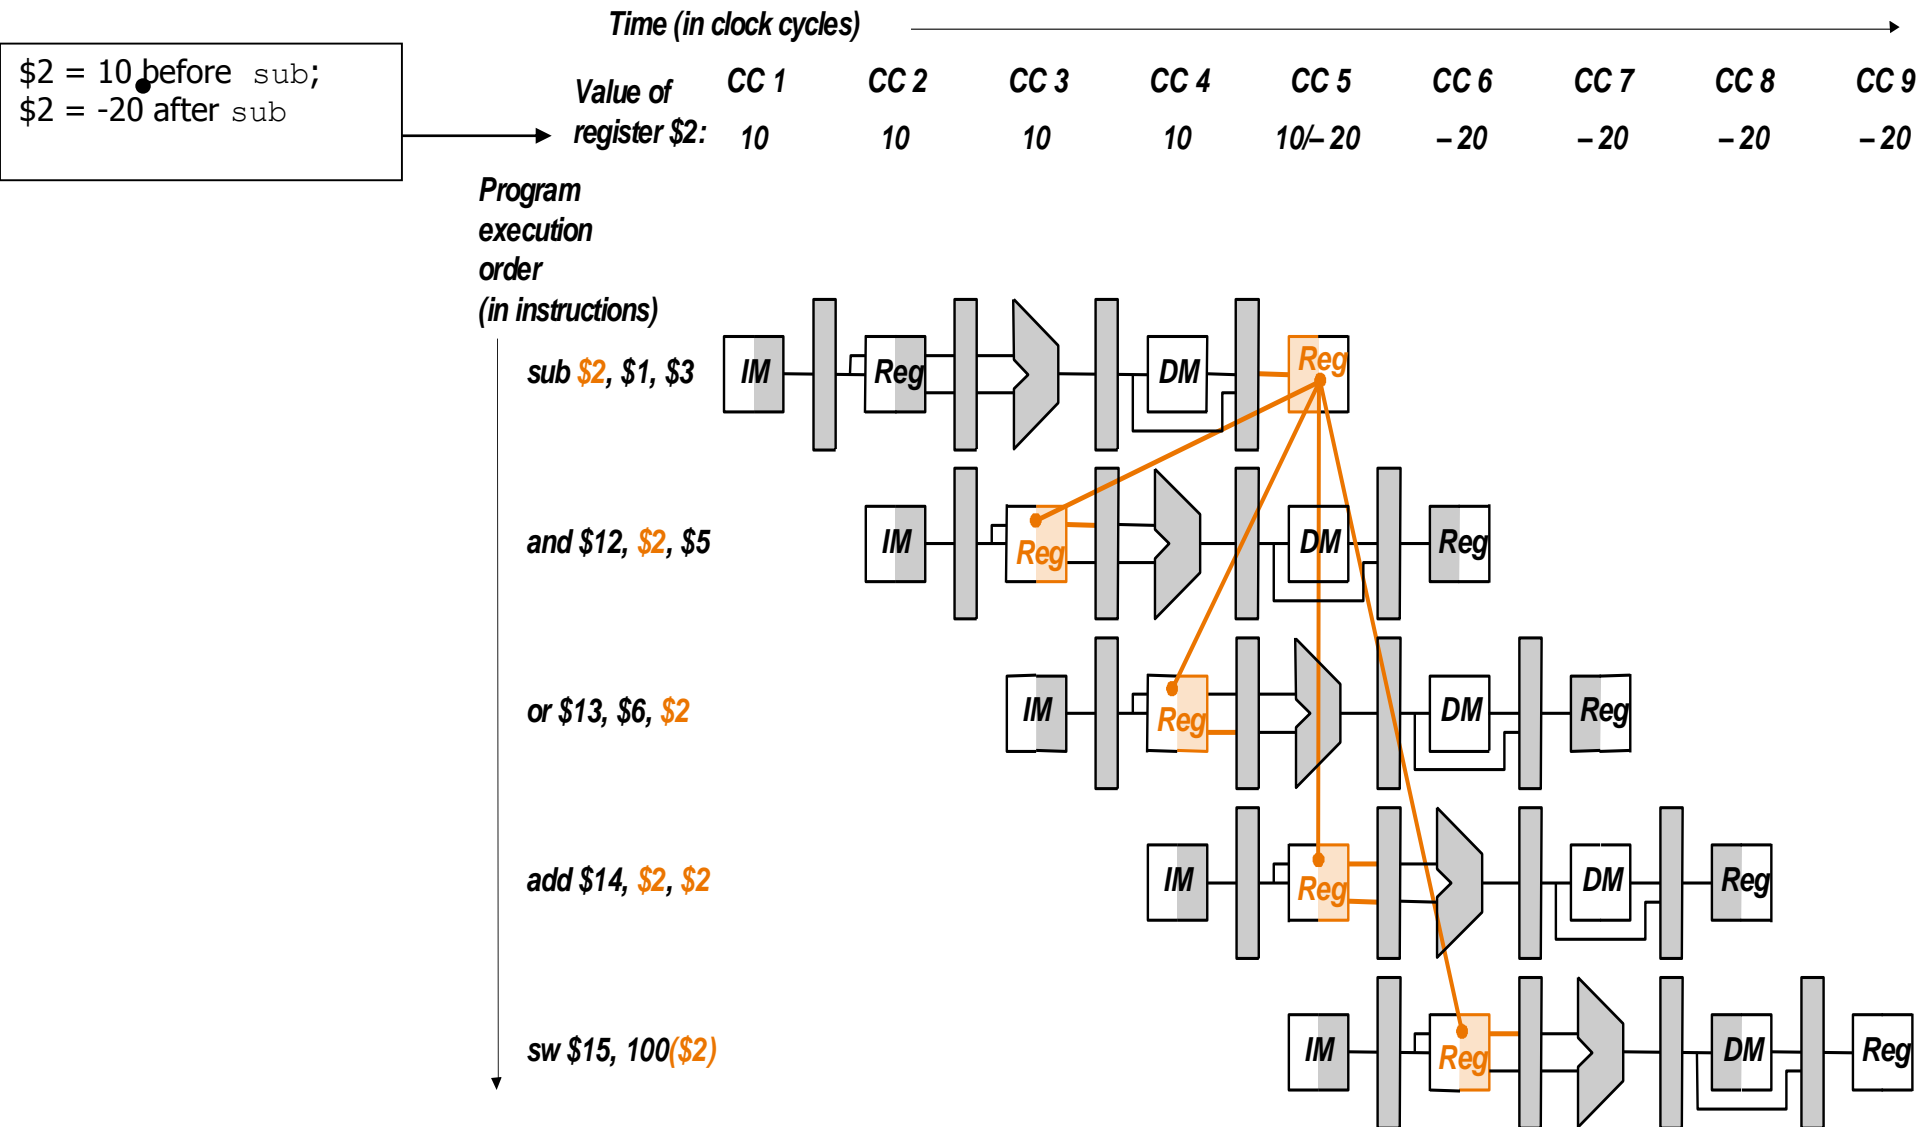 Time (in clock cycles)
$2 = 10 before sub;
$2 = -20 after sub
Value of
register $2:
CC 1 CC 2 CC 3 CC 4 CC 5 CC 6 CC 7 CC 8 CC 9
10 10 10 10 10/– 20 – 20 – 20 – 20 – 20
Program
execution
order
(in instructions)
sub $2, $1, $3
IM Reg DM Reg
and $12, $2, $5
IM Reg DM Reg
or $13, $6, $2
IM Reg DM Reg
add $14, $2, $2
IM Reg DM Reg
sw $15, 100($2)
IM Reg DM Reg